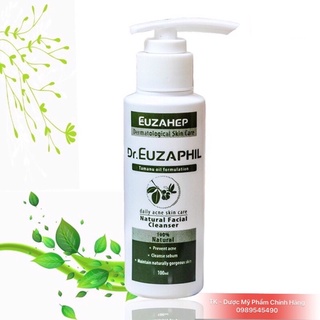 EUZAHEP
Dermatological Skin Care
Dr.EUZAPHIL
Tamanu oil formulation
daily acne skin care
Natural Facial
Cleanser
100%
Natural
• Prevent acne
• Cleanse sebum
• Maintain naturally gorgeous skin
100ml
TK - Dược Mỹ Phẩm Chính Hãng
0989545490